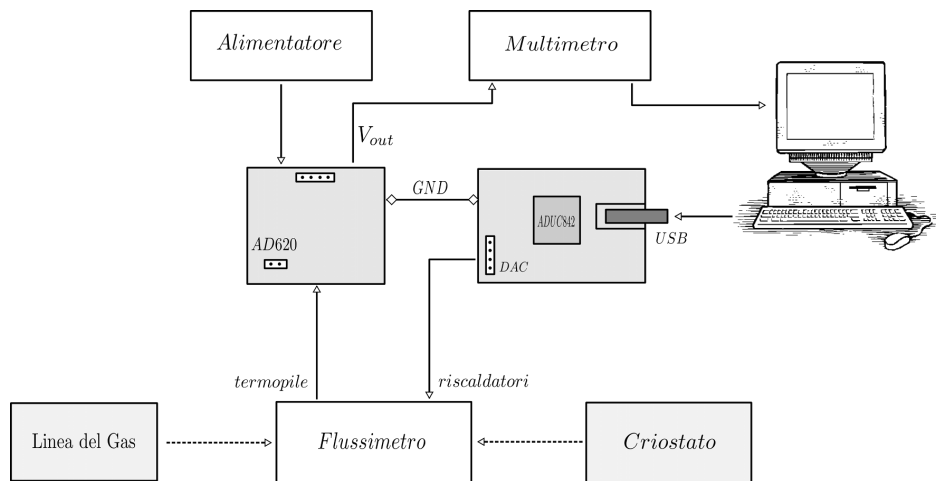 Alimentatore
Multimetro
V_out
GND
AD620
ADUC842
USB
DAC
termopile
riscaldatori
Linea del Gas
Flussimetro
Criostato